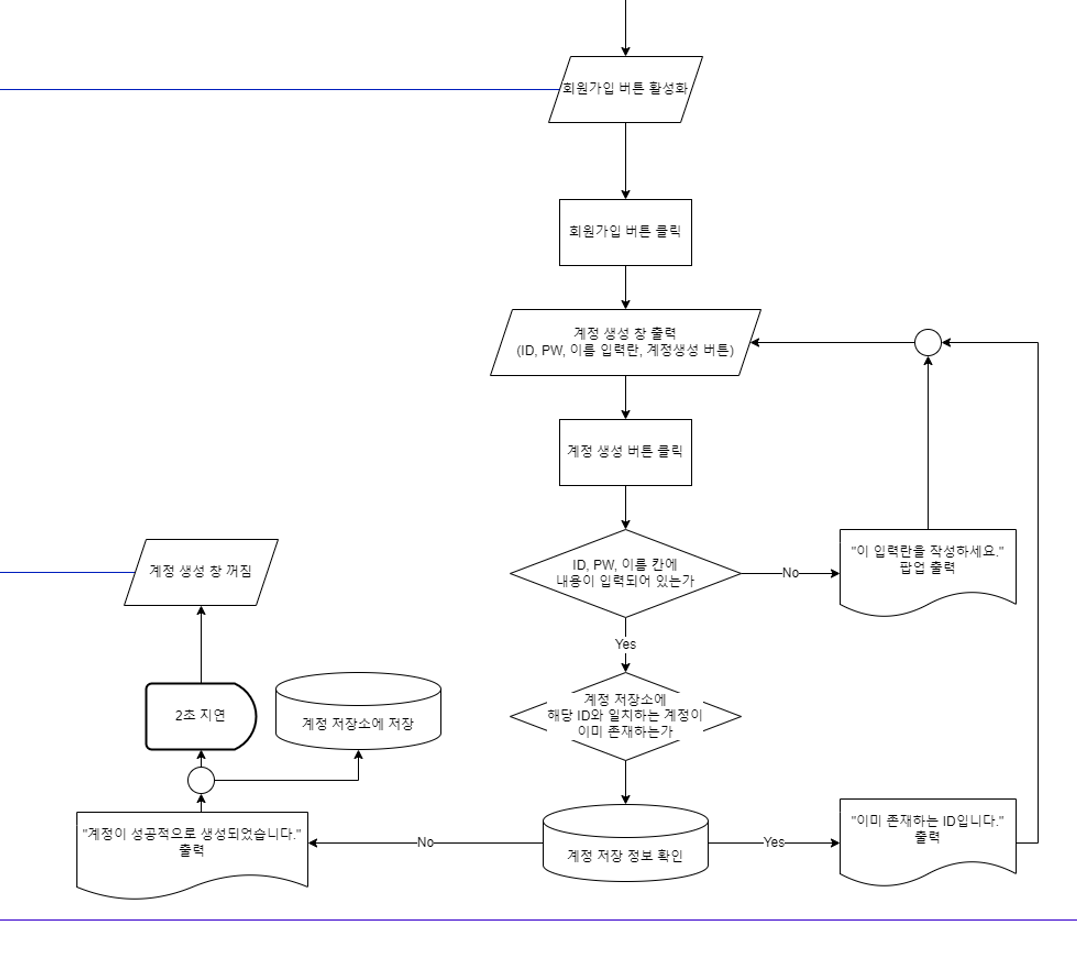 회원가입 버튼 활성화
회원가입 버튼 클릭
계정 생성 창 출력
(ID, PW, 이름 입력란, 계정생성 버튼)
계정 생성 버튼 클릭
ID, PW, 이름 칸에
내용이 입력되어 있는가
No
"이 입력란을 작성하세요."
팝업 출력
Yes
계정 저장소에
해당 ID와 일치하는 계정이
이미 존재하는가
계정 저장 정보 확인
Yes
"이미 존재하는 ID입니다."
출력
No
"계정이 성공적으로 생성되었습니다."
출력
계정 저장소에 저장
2초 지연
계정 생성 창 꺼짐